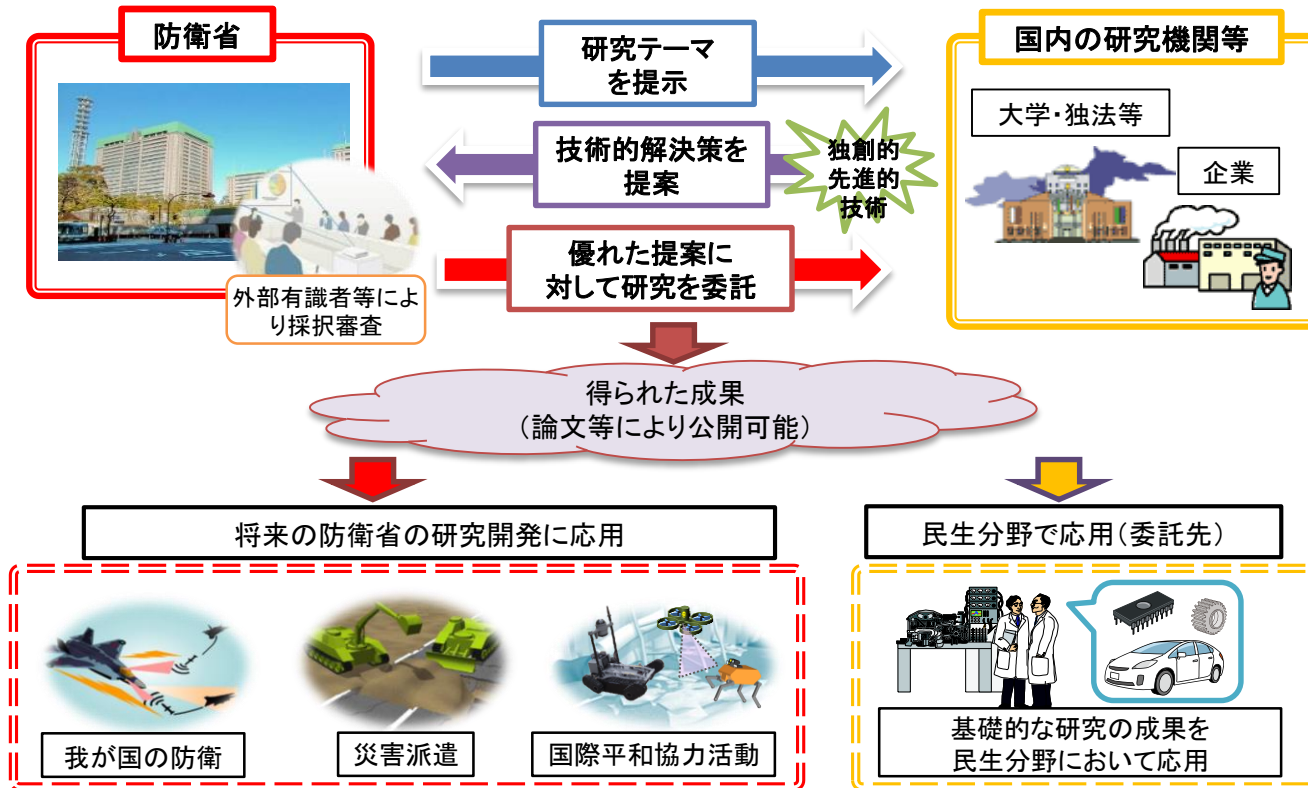 防衛省
国内の研究機関等
研究テーマ
を提示
大学・独法等
技術的解決策を
提案
独創的
先進的
技術
企業
優れた提案に
対して研究を委託
外部有識者等によ
り採択審査
得られた成果
（論文等により公開可能）
将来の防衛省の研究開発に応用
民生分野で応用（委託先）
我が国の防衛
災害派遣
国際平和協力活動
基礎的な研究の成果を
民生分野において応用